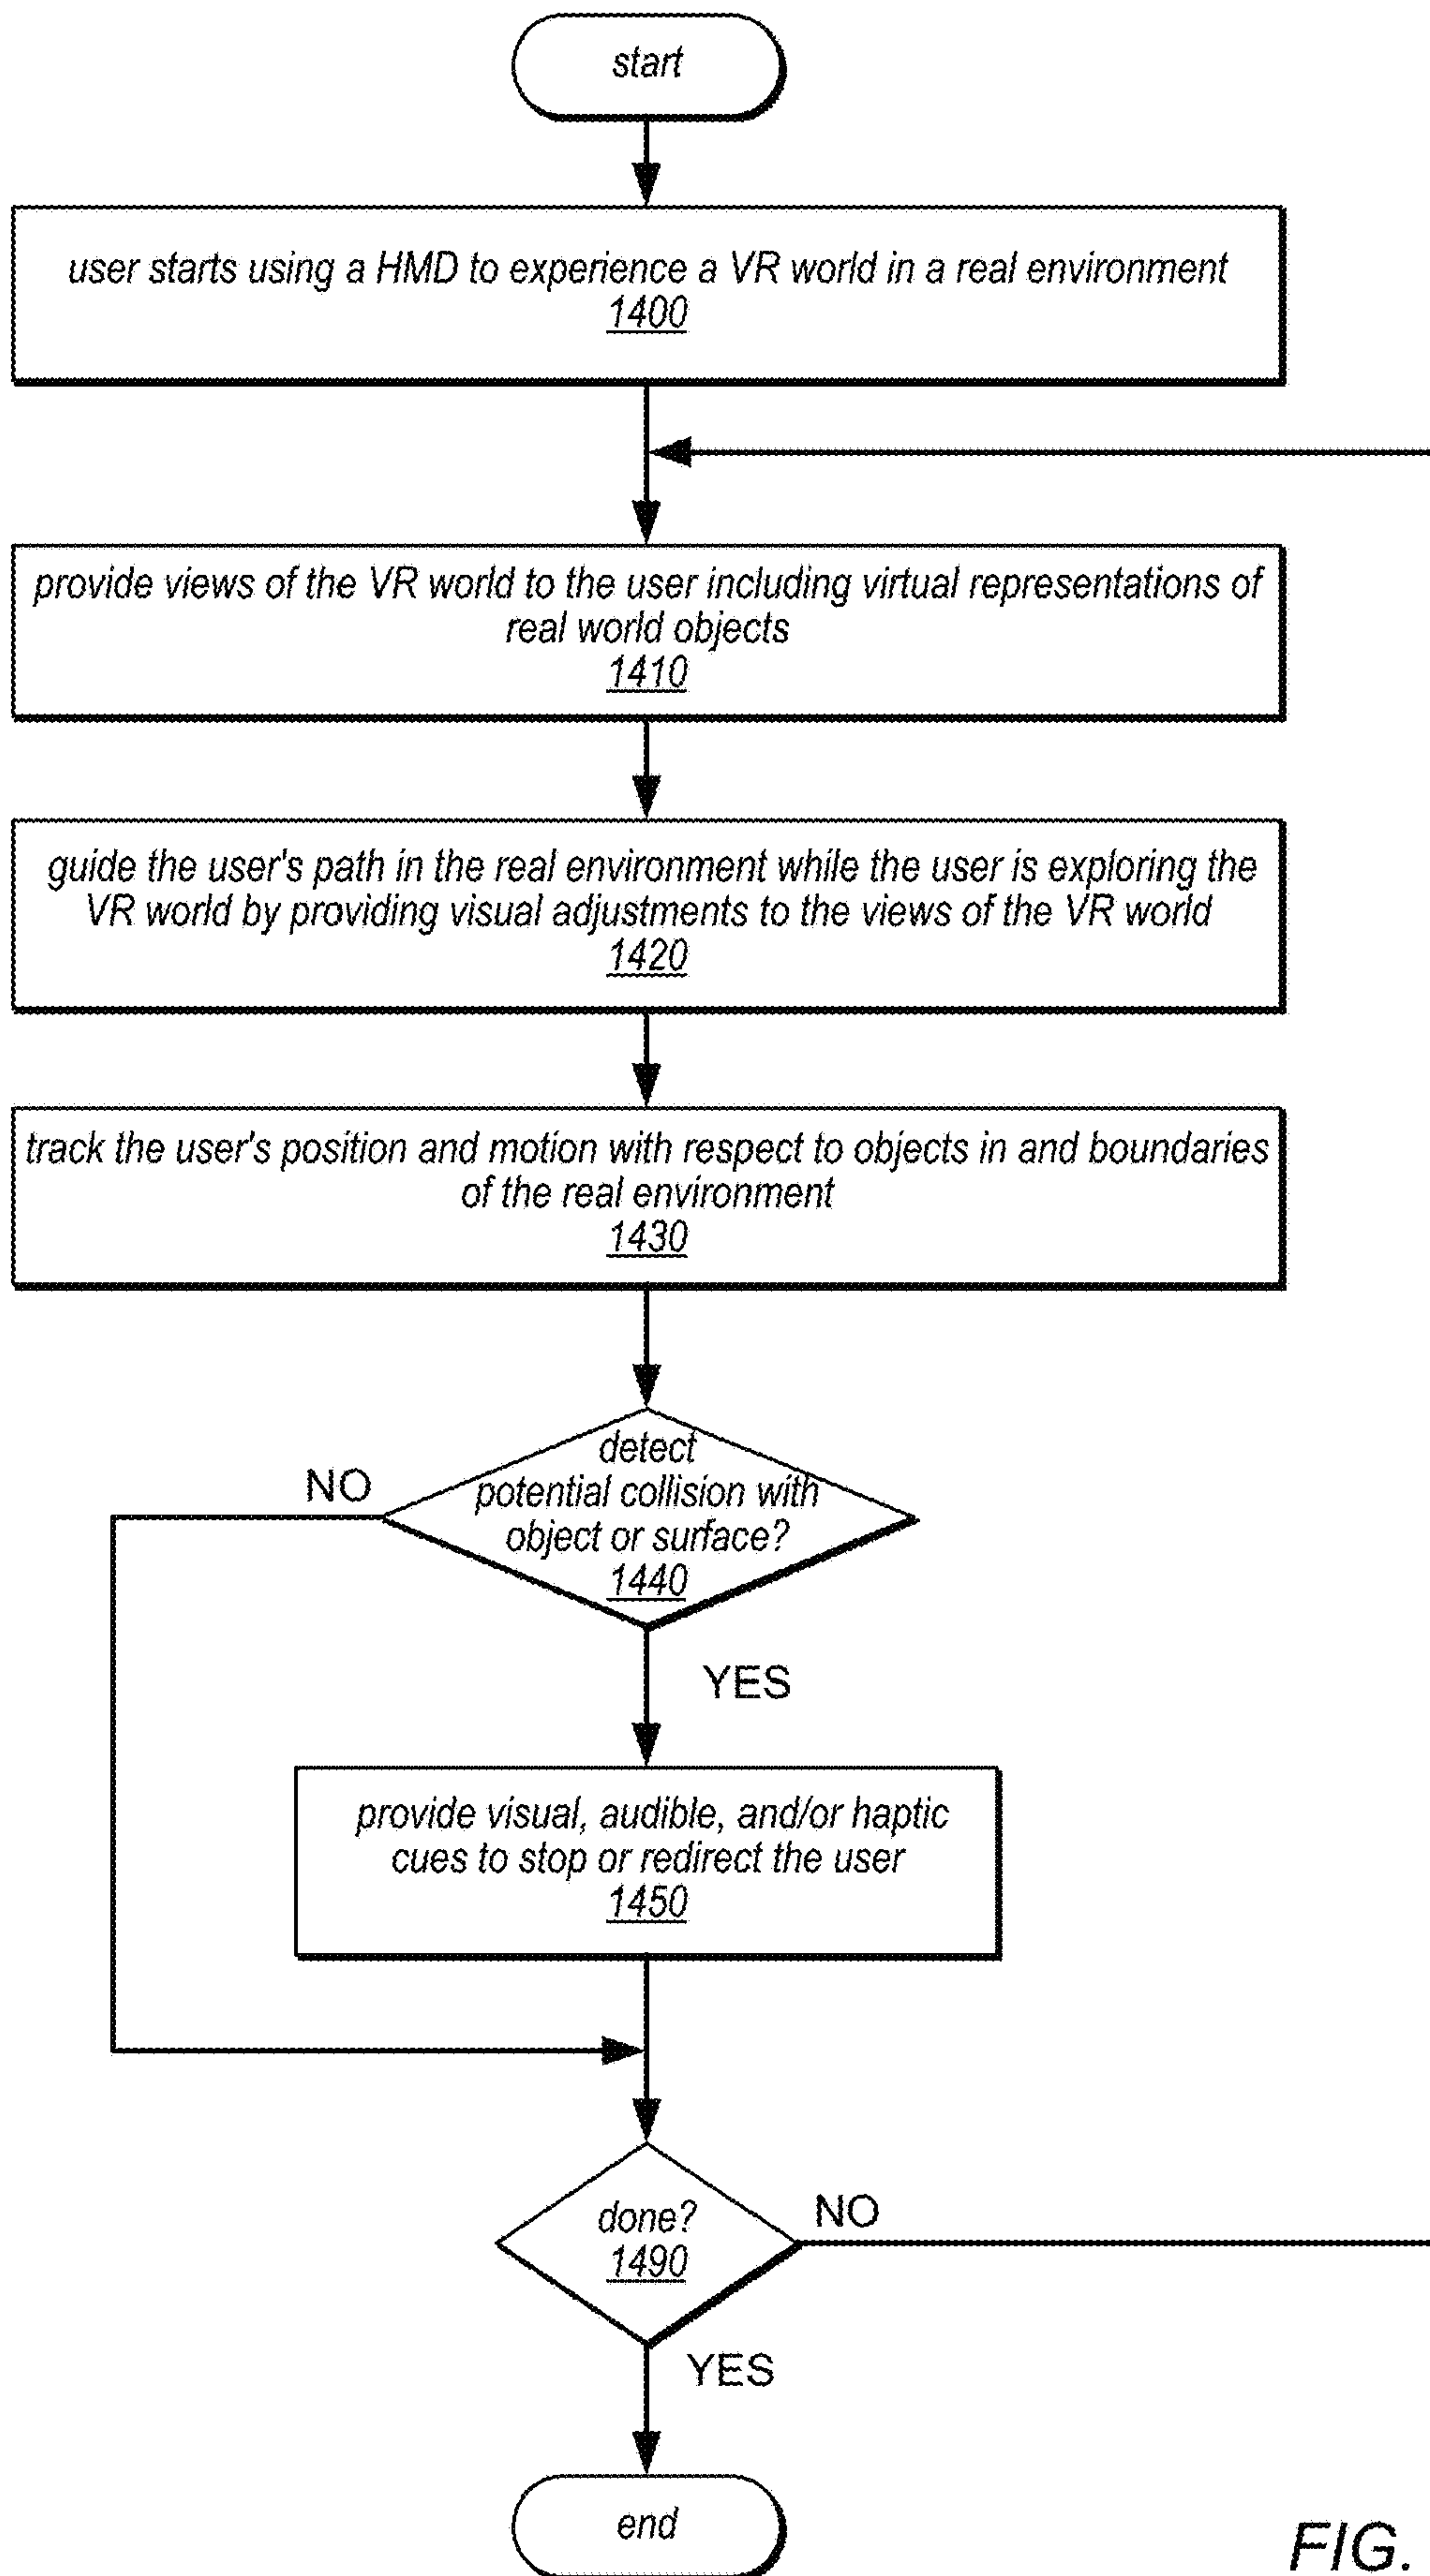 start
user starts using a HMD to experience a VR world in a real environment
1400
provide views of the VR world to the user including virtual representations of
real world objects
1410
guide the user's path in the real environment while the user is exploring the
VR world by providing visual adjustments to the views of the VR world
1420
track the user's position and motion with respect to objects in and boundaries
of the real environment
1430
detect
potential collision with
object or surface?
1440
NO
YES
provide visual, audible, and/or haptic
cues to stop or redirect the user
1450
done?
1490
NO
YES
end
FIG.